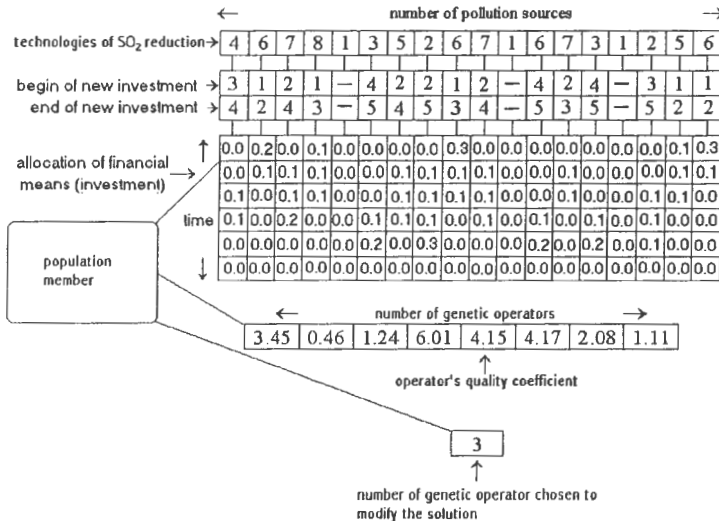 ← number of pollution sources →
technologies of SO₂ reduction→ 4 6 7 8 1 3 5 2 6 7 1 6 7 3 1 2 5 6
begin of new investment → 3 1 2 1 – 4 2 2 1 2 – 4 2 4 – 3 1 1
end of new investment → 4 2 4 3 – 5 4 5 3 4 – 5 3 5 – 5 2 2
0.0 0.2 0.0 0.1 0.0 0.0 0.0 0.0 0.3 0.0 0.0 0.0 0.0 0.0 0.0 0.0 0.1 0.3
allocation of financial
0.0 0.1 0.1 0.1 0.0 0.0 0.1 0.1 0.1 0.1 0.0 0.0 0.1 0.0 0.0 0.0 0.1 0.1
means (investment) →
0.1 0.0 0.1 0.1 0.0 0.0 0.1 0.1 0.1 0.1 0.0 0.0 0.1 0.0 0.0 0.1 0.1 0.0
time 0.1 0.0 0.2 0.0 0.0 0.1 0.1 0.1 0.0 0.1 0.0 0.1 0.0 0.1 0.0 0.1 0.0 0.0
0.0 0.0 0.0 0.0 0.0 0.2 0.0 0.3 0.0 0.0 0.0 0.2 0.0 0.2 0.0 0.1 0.0 0.0
0.0 0.0 0.0 0.0 0.0 0.0 0.0 0.0 0.0 0.0 0.0 0.0 0.0 0.0 0.0 0.0 0.0 0.0
population
member
← number of genetic operators →
3.45 0.46 1.24 6.01 4.15 4.17 2.08 1.11
operator's quality coefficient
3
number of genetic operator chosen to
modify the solution